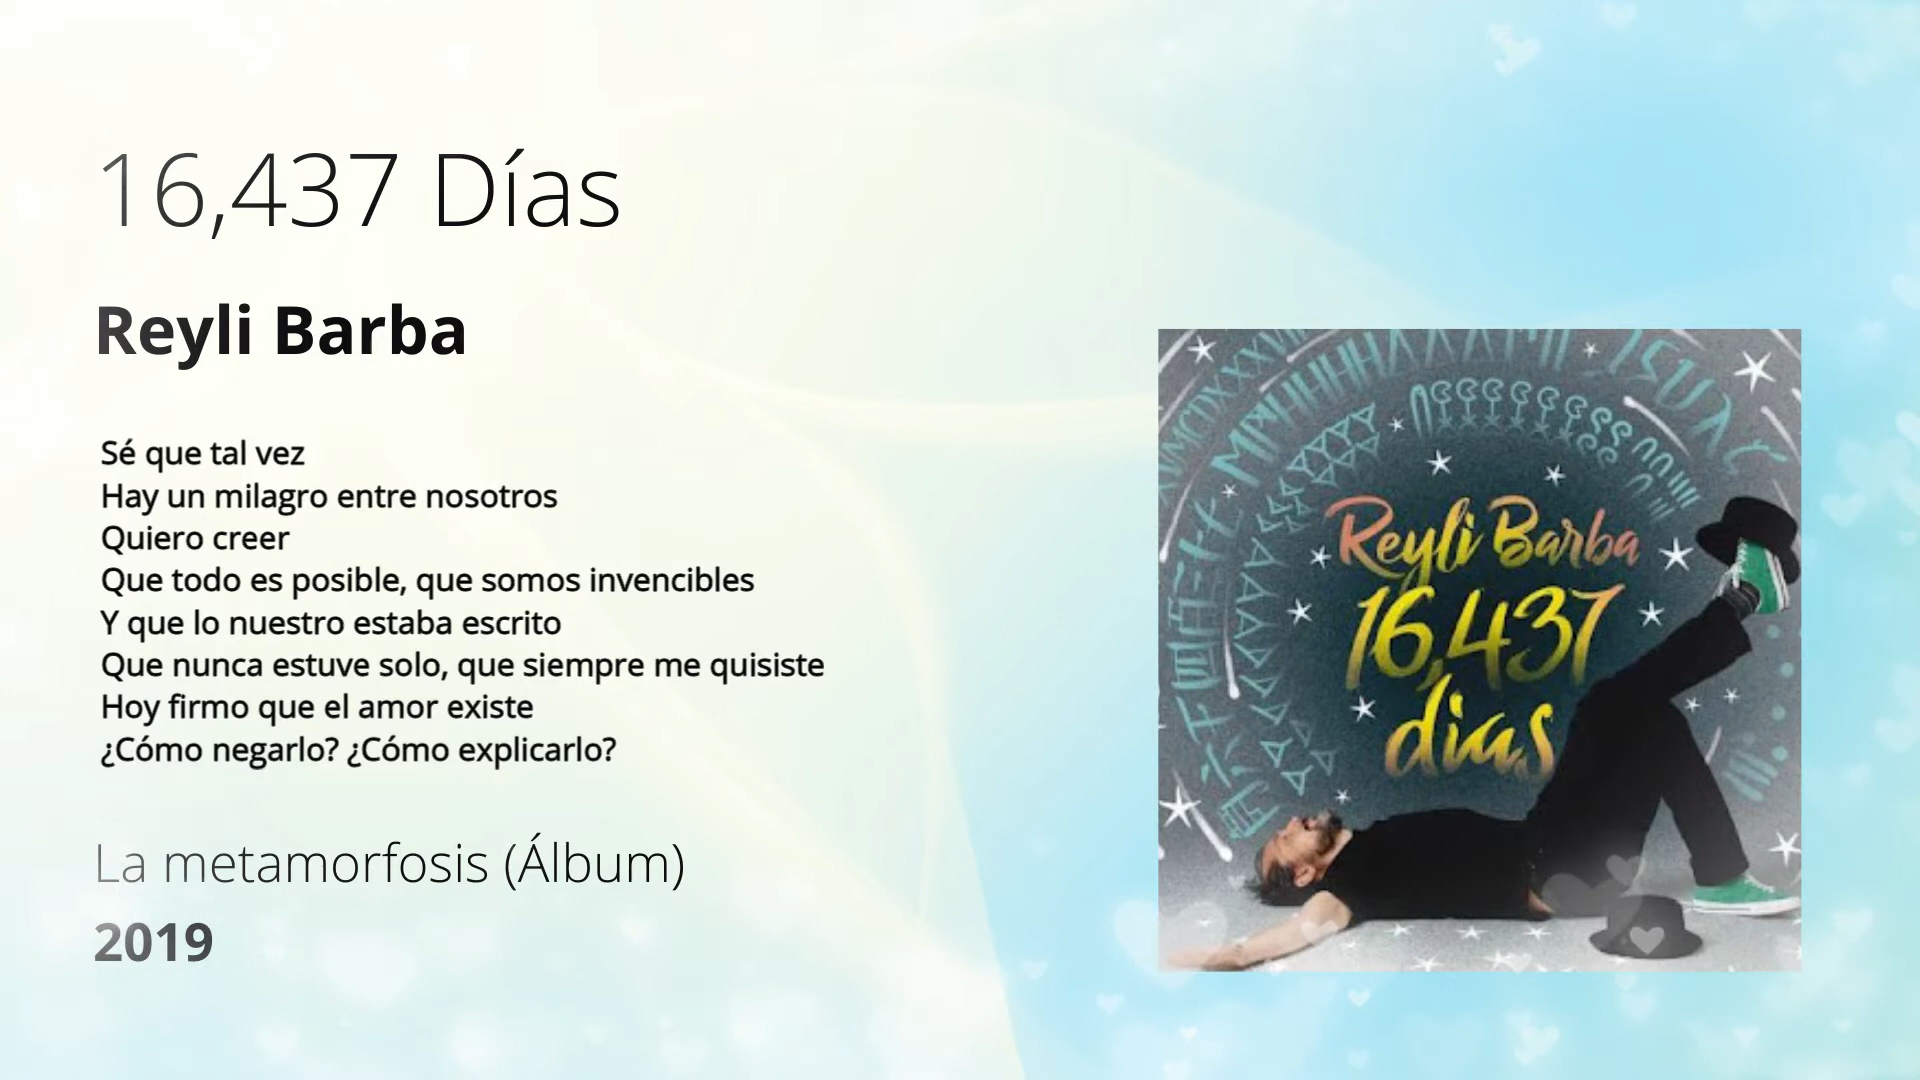 16,437 Días
Reyli Barba
Sé que tal vez
Hay un milagro entre nosotros
Quiero creer
Que todo es posible, que somos invencibles
Y que lo nuestro estaba escrito
Que nunca estuve solo, que siempre me quisiste
Hoy firmo que el amor existe
¿Cómo negarlo? ¿Cómo explicarlo?
La metamorfosis (Álbum)
2019
Reyli Barba
16,437
días